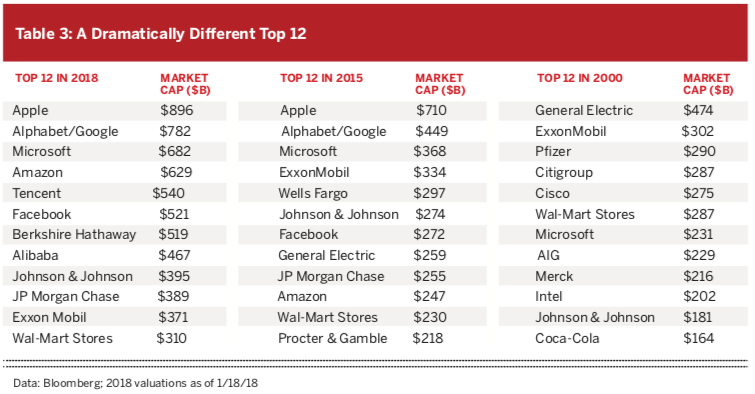 Table 3: A Dramatically Different Top 12
TOP 12 IN 2018 MARKET CAP ($B) TOP 12 IN 2015 MARKET CAP ($B) TOP 12 IN 2000 MARKET CAP ($B)
Apple $896 Apple $710 General Electric $474
Alphabet/Google $782 Alphabet/Google $449 ExxonMobil $302
Microsoft $682 Microsoft $368 Pfizer $290
Amazon $629 ExxonMobil $334 Citigroup $287
Tencent $540 Wells Fargo $297 Cisco $275
Facebook $521 Johnson & Johnson $274 Wal-Mart Stores $287
Berkshire Hathaway $519 Facebook $272 Microsoft $231
Alibaba $467 General Electric $259 AIG $229
Johnson & Johnson $395 JP Morgan Chase $255 Merck $216
JP Morgan Chase $389 Amazon $247 Intel $202
Exxon Mobil $371 Wal-Mart Stores $230 Johnson & Johnson $181
Wal-Mart Stores $310 Procter & Gamble $218 Coca-Cola $164
Data: Bloomberg; 2018 valuations as of 1/18/18